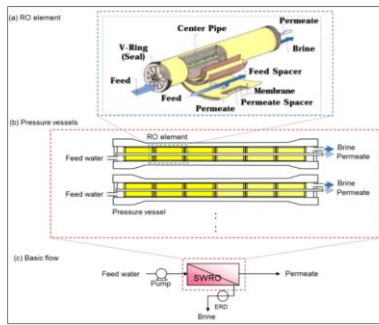 (a) RO element
Center Pipe
Permeate
Brine
V-Ring
(Seal)
Feed
Feed
Permeate
Feed Spacer
Membrane
Permeate Spacer
(b) Pressure vessels
RO element
Feed water
Brine
Permeate
Feed water
Brine
Permeate
Pressure vessel
(c) Basic flow
Feed water
Pump
SWRO
Permeate
ERD
Brine